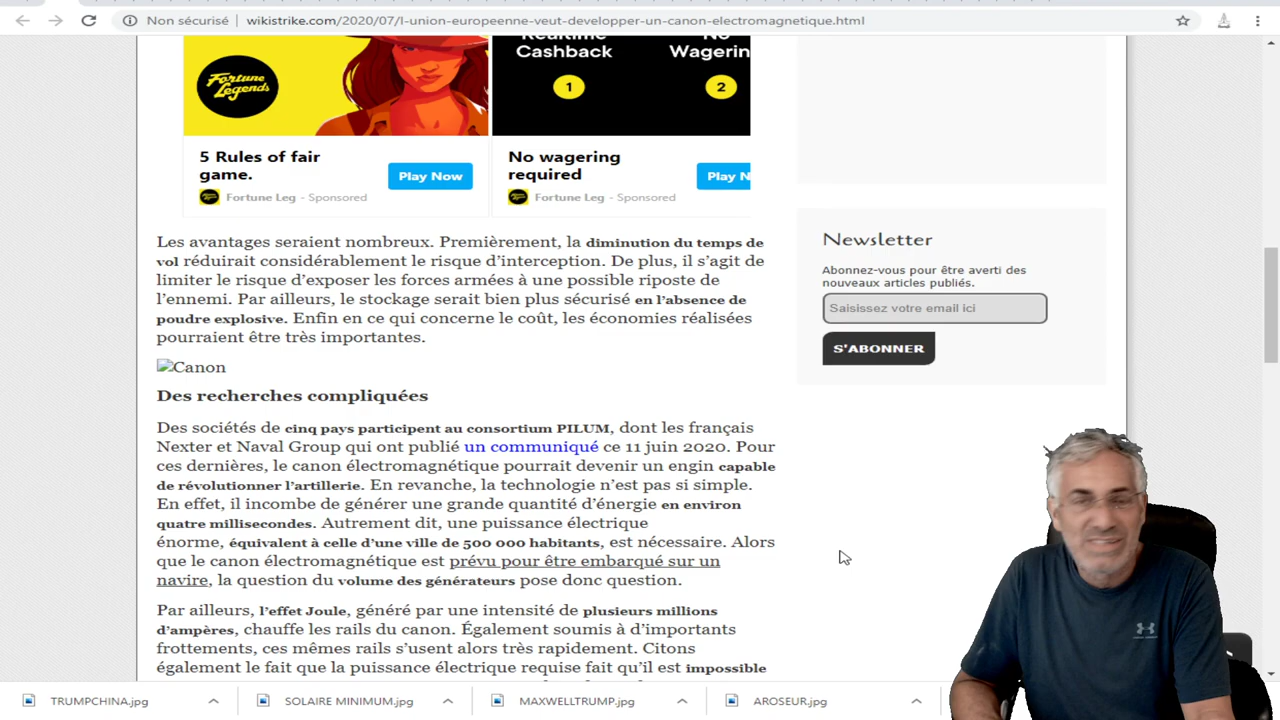 Non sécurisé
wikistrike.com/2020/07/l-union-europeenne-veut-developper-un-canon-electromagnetique.html
Fortune Legends
Realtime Cashback
1
No Wagering
2
5 Rules of fair game.
Play Now
Fortune Leg - Sponsored
No wagering required
Play N
Fortune Leg - Sponsored
Les avantages seraient nombreux. Premièrement, la diminution du temps de
vol réduirait considérablement le risque d'interception. De plus, il s'agit de
limiter le risque d'exposer les forces armées à une possible riposte de
l'ennemi. Par ailleurs, le stockage serait bien plus sécurisé en l'absence de
poudre explosive. Enfin en ce qui concerne le coût, les économies réalisées
pourraient être très importantes.
Canon
Des recherches compliquées
Des sociétés de cinq pays participent au consortium PILUM, dont les français
Nexter et Naval Group qui ont publié un communiqué ce 11 juin 2020. Pour
ces dernières, le canon électromagnétique pourrait devenir un engin capable
de révolutionner l'artillerie. En revanche, la technologie n'est pas si simple.
En effet, il incombe de générer une grande quantité d'énergie en environ
quatre millisecondes. Autrement dit, une puissance électrique
énorme, équivalent à celle d'une ville de 500 000 habitants, est nécessaire. Alors
que le canon électromagnétique est prévu pour être embarqué sur un
navire, la question du volume des générateurs pose donc question.
Par ailleurs, l'effet Joule, généré par une intensité de plusieurs millions
d'ampères, chauffe les rails du canon. Également soumis à d'importants
frottements, ces mêmes rails s'usent alors très rapidement. Citons
également le fait que la puissance électrique requise fait qu'il est impossible
Newsletter
Abonnez-vous pour être averti des
nouveaux articles publiés.
Saisissez votre email ici
S'ABONNER
TRUMPCHINA.jpg
SOLAIRE MINIMUM.jpg
MAXWELLTRUMP.jpg
AROSEUR.jpg